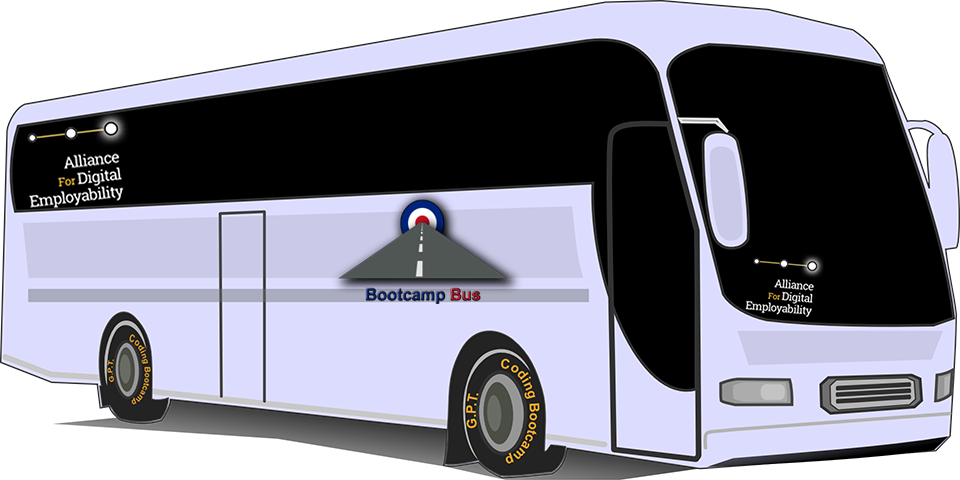 Alliance
For Digital
Employability
Bootcamp Bus
Alliance
For Digital
Employability
G.P.T. Coding Bootcamp
G.P.T. Coding Bootcamp